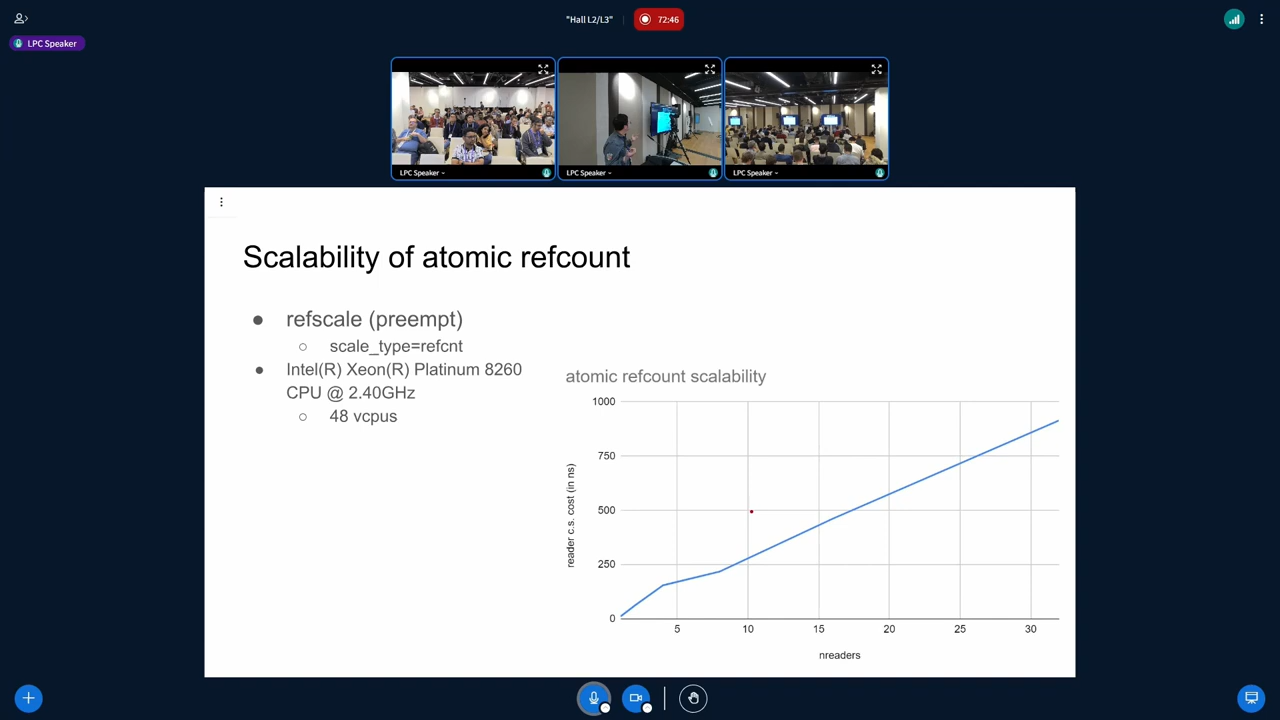 "Hall L2/L3"
72:46
LPC Speaker
LPC Speaker
LPC Speaker
LPC Speaker
Scalability of atomic refcount
● refscale (preempt)
○ scale_type=refcnt
● Intel(R) Xeon(R) Platinum 8260
CPU @ 2.40GHz
○ 48 vcpus
atomic refcount scalability
1000
750
500
250
0
reader c.s. cost (in ns)
5 10 15 20 25 30
nreaders